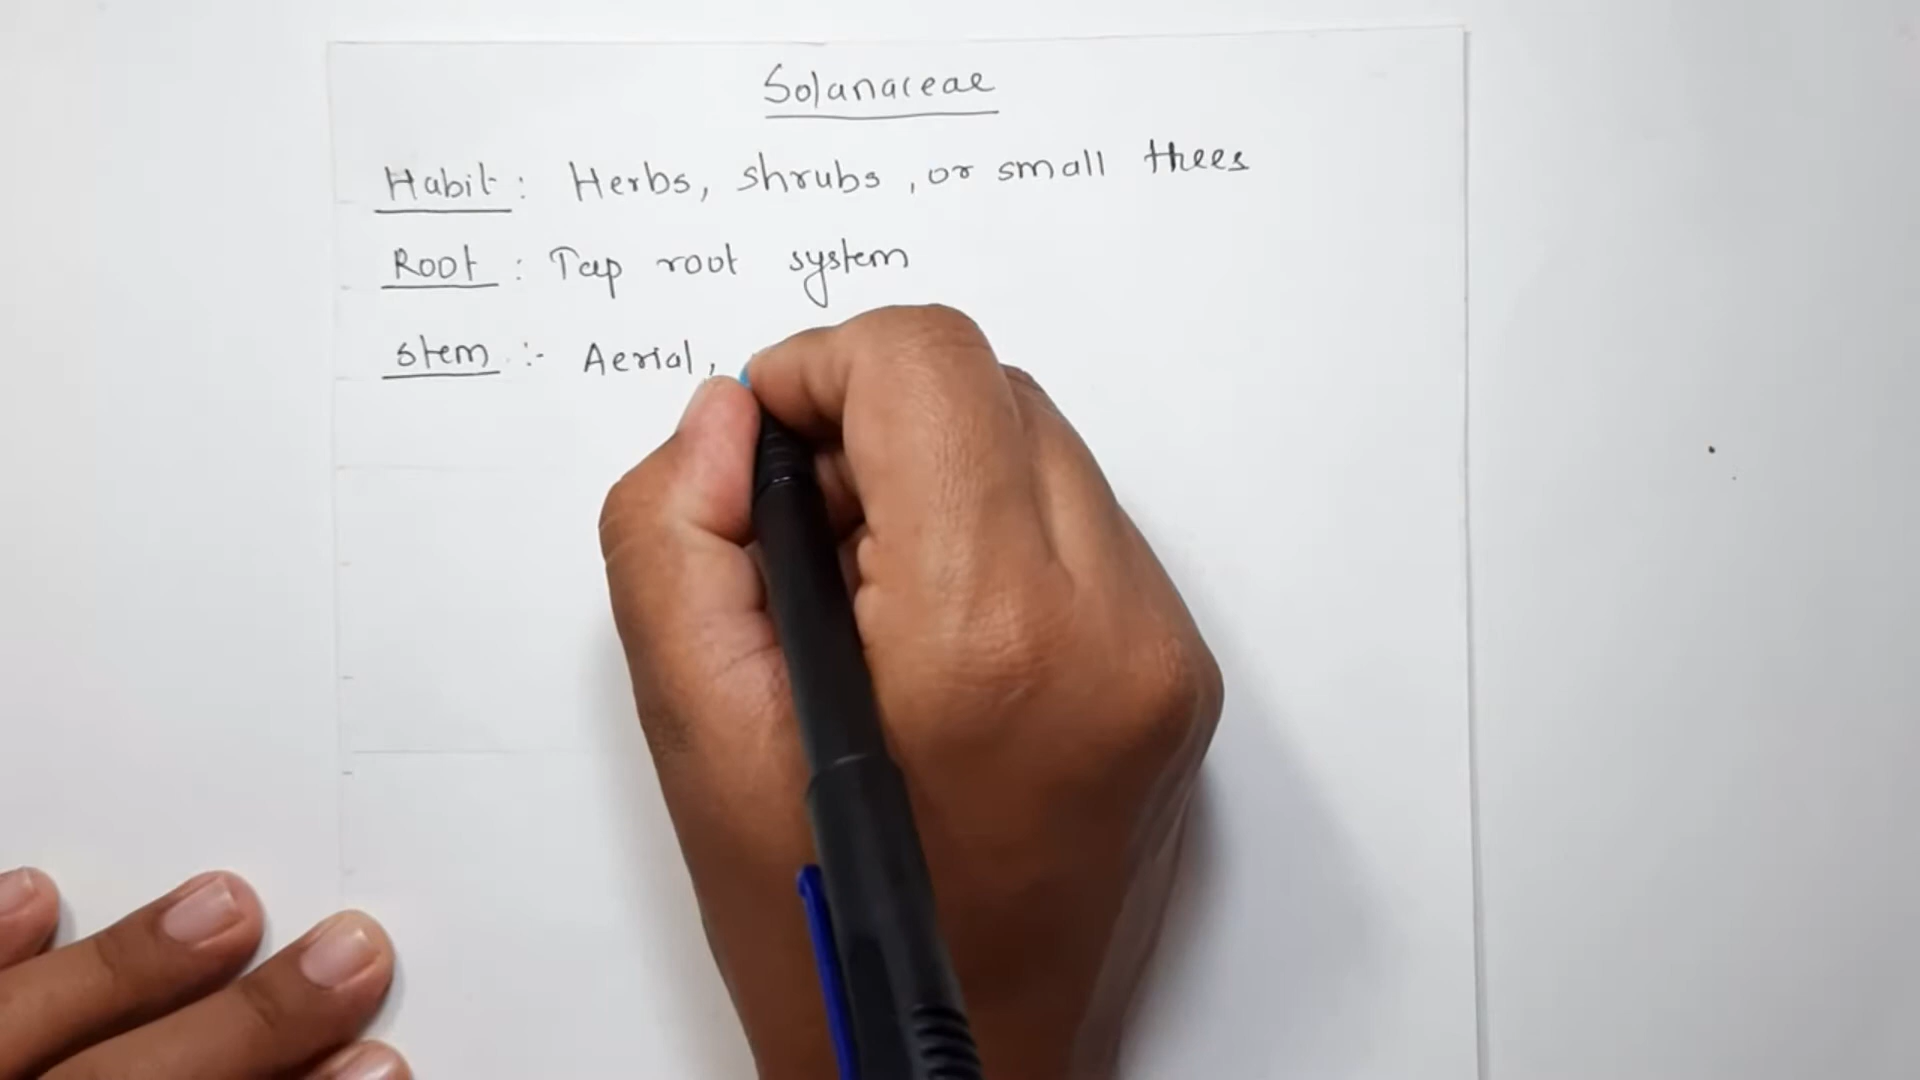 Solanaceae
Habit: Herbs, shrubs, or small trees
Root: Tap root system
Stem :- Aerial,